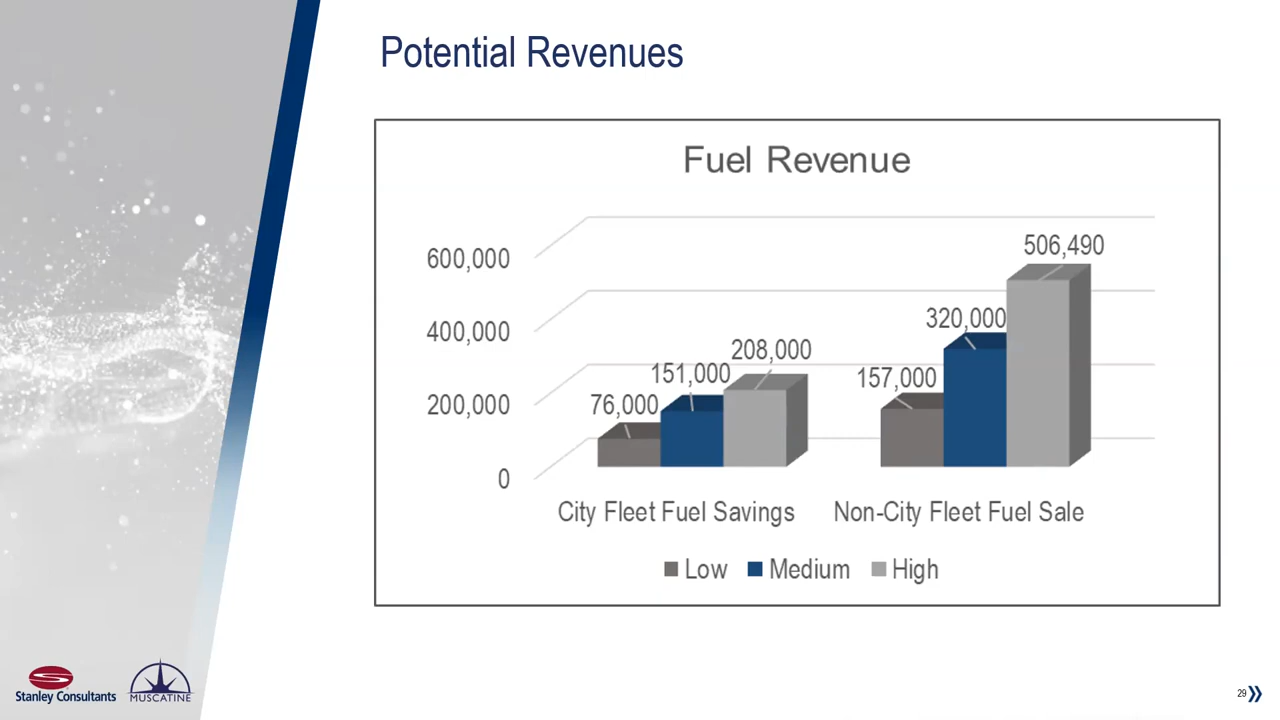 Potential Revenues
Fuel Revenue
600,000
400,000
200,000
0
76,000
151,000
208,000
157,000
320,000
506,490
City Fleet Fuel Savings
Non-City Fleet Fuel Sale
Low
Medium
High
Stanley Consultants
MUSCATINE
29